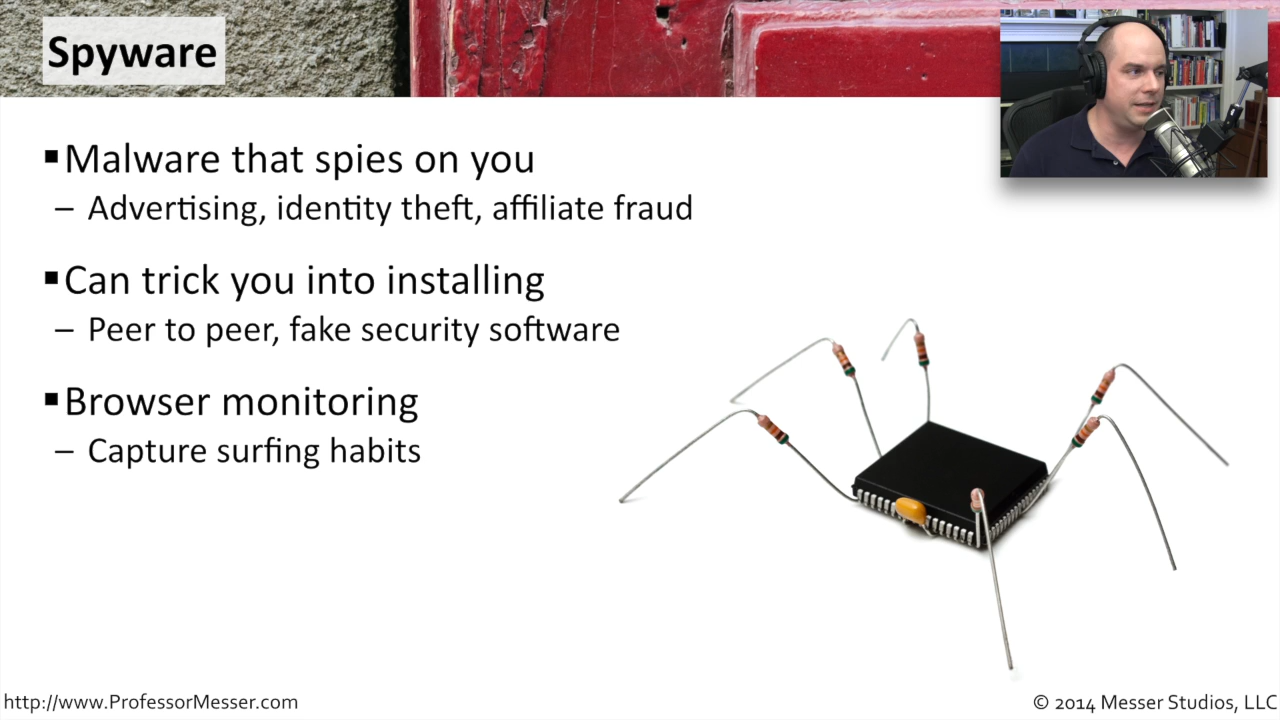 Spyware
▪Malware that spies on you
– Advertising, identity theft, affiliate fraud
▪Can trick you into installing
– Peer to peer, fake security software
▪Browser monitoring
– Capture surfing habits
http://www.ProfessorMesser.com
© 2014 Messer Studios, LLC